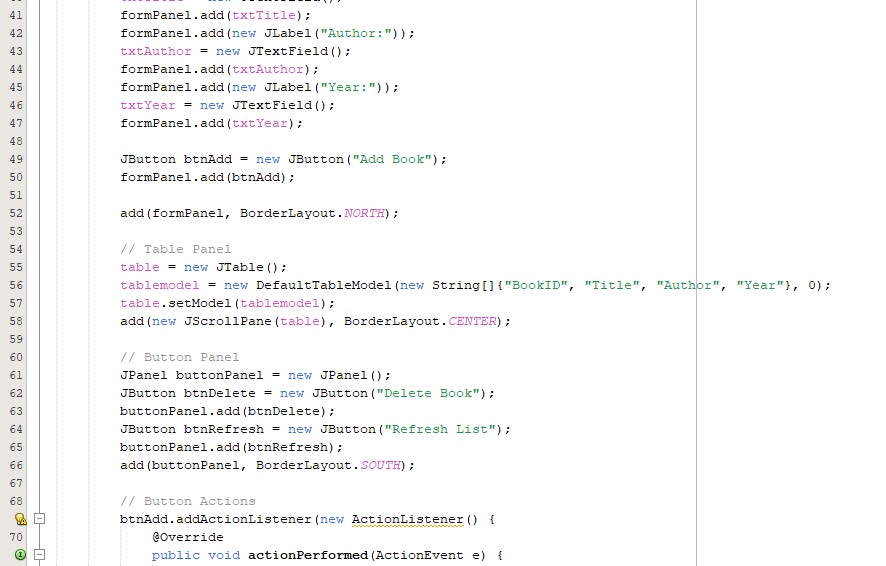 41 formPanel.add(txtTitle);
42 formPanel.add(new JLabel("Author:"));
43 txtAuthor = new JTextField();
44 formPanel.add(txtAuthor);
45 formPanel.add(new JLabel("Year:"));
46 txtYear = new JTextField();
47 formPanel.add(txtYear);
48
49 JButton btnAdd = new JButton("Add Book");
50 formPanel.add(btnAdd);
51
52 add(formPanel, BorderLayout.NORTH);
53
54 // Table Panel
55 table = new JTable();
56 tablemodel = new DefaultTableModel(new String[]{"BookID", "Title", "Author", "Year"}, 0);
57 table.setModel(tablemodel);
58 add(new JScrollPane(table), BorderLayout.CENTER);
59
60 // Button Panel
61 JPanel buttonPanel = new JPanel();
62 JButton btnDelete = new JButton("Delete Book");
63 buttonPanel.add(btnDelete);
64 JButton btnRefresh = new JButton("Refresh List");
65 buttonPanel.add(btnRefresh);
66 add(buttonPanel, BorderLayout.SOUTH);
67
68 // Button Actions
btnAdd.addActionListener(new ActionListener() {
70 @Override
public void actionPerformed(ActionEvent e) {